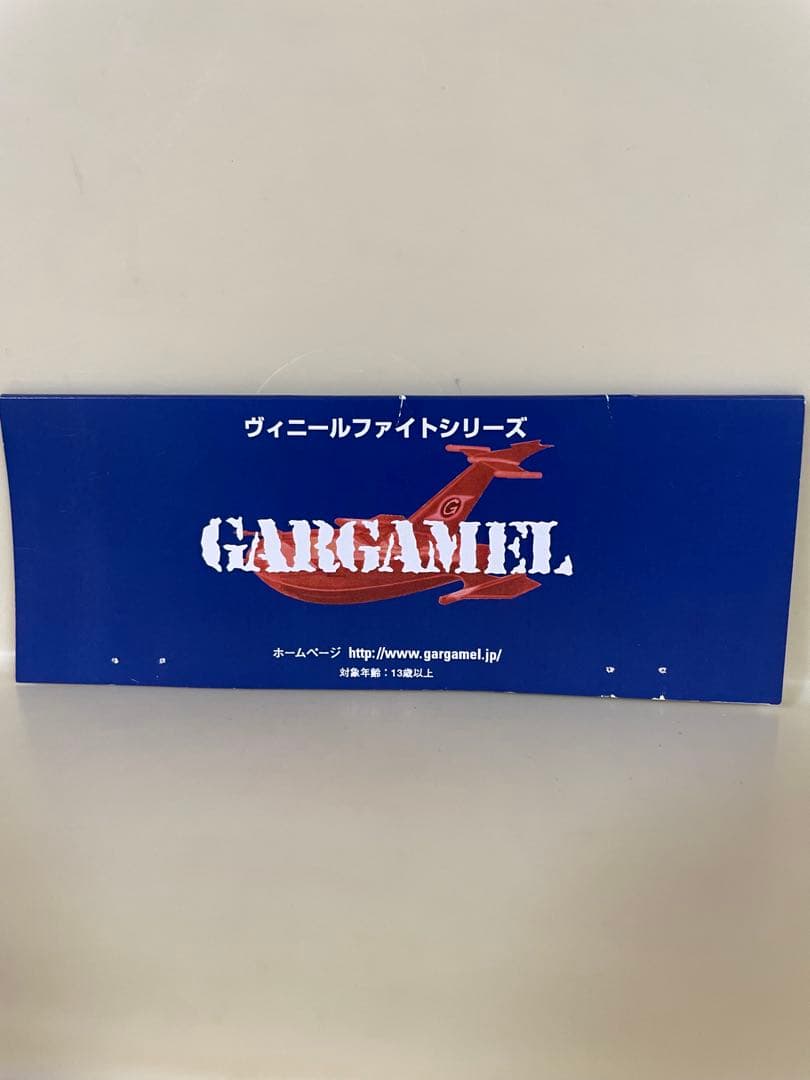 ヴィニールファイトシリーズ
G
GARGAMEL
ホームページ http://www.gargamel.jp/
対象年齢：13歳以上